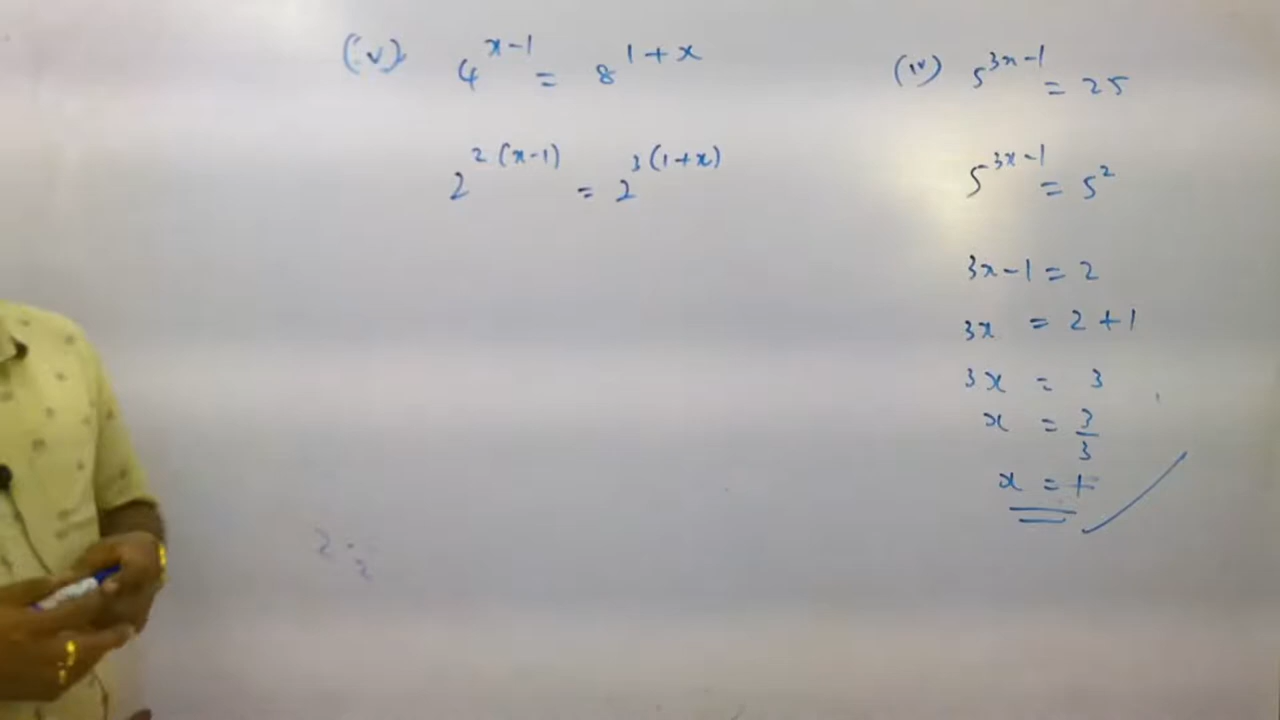 (v) 4^{x-1} = 8^{1+x}
2^{2(x-1)} = 2^{3(1+x)}
(iv) 5^{3x-1} = 25
5^{3x-1} = 5^2
3x-1 = 2
3x = 2+1
3x = 3
x = 3/3
x =